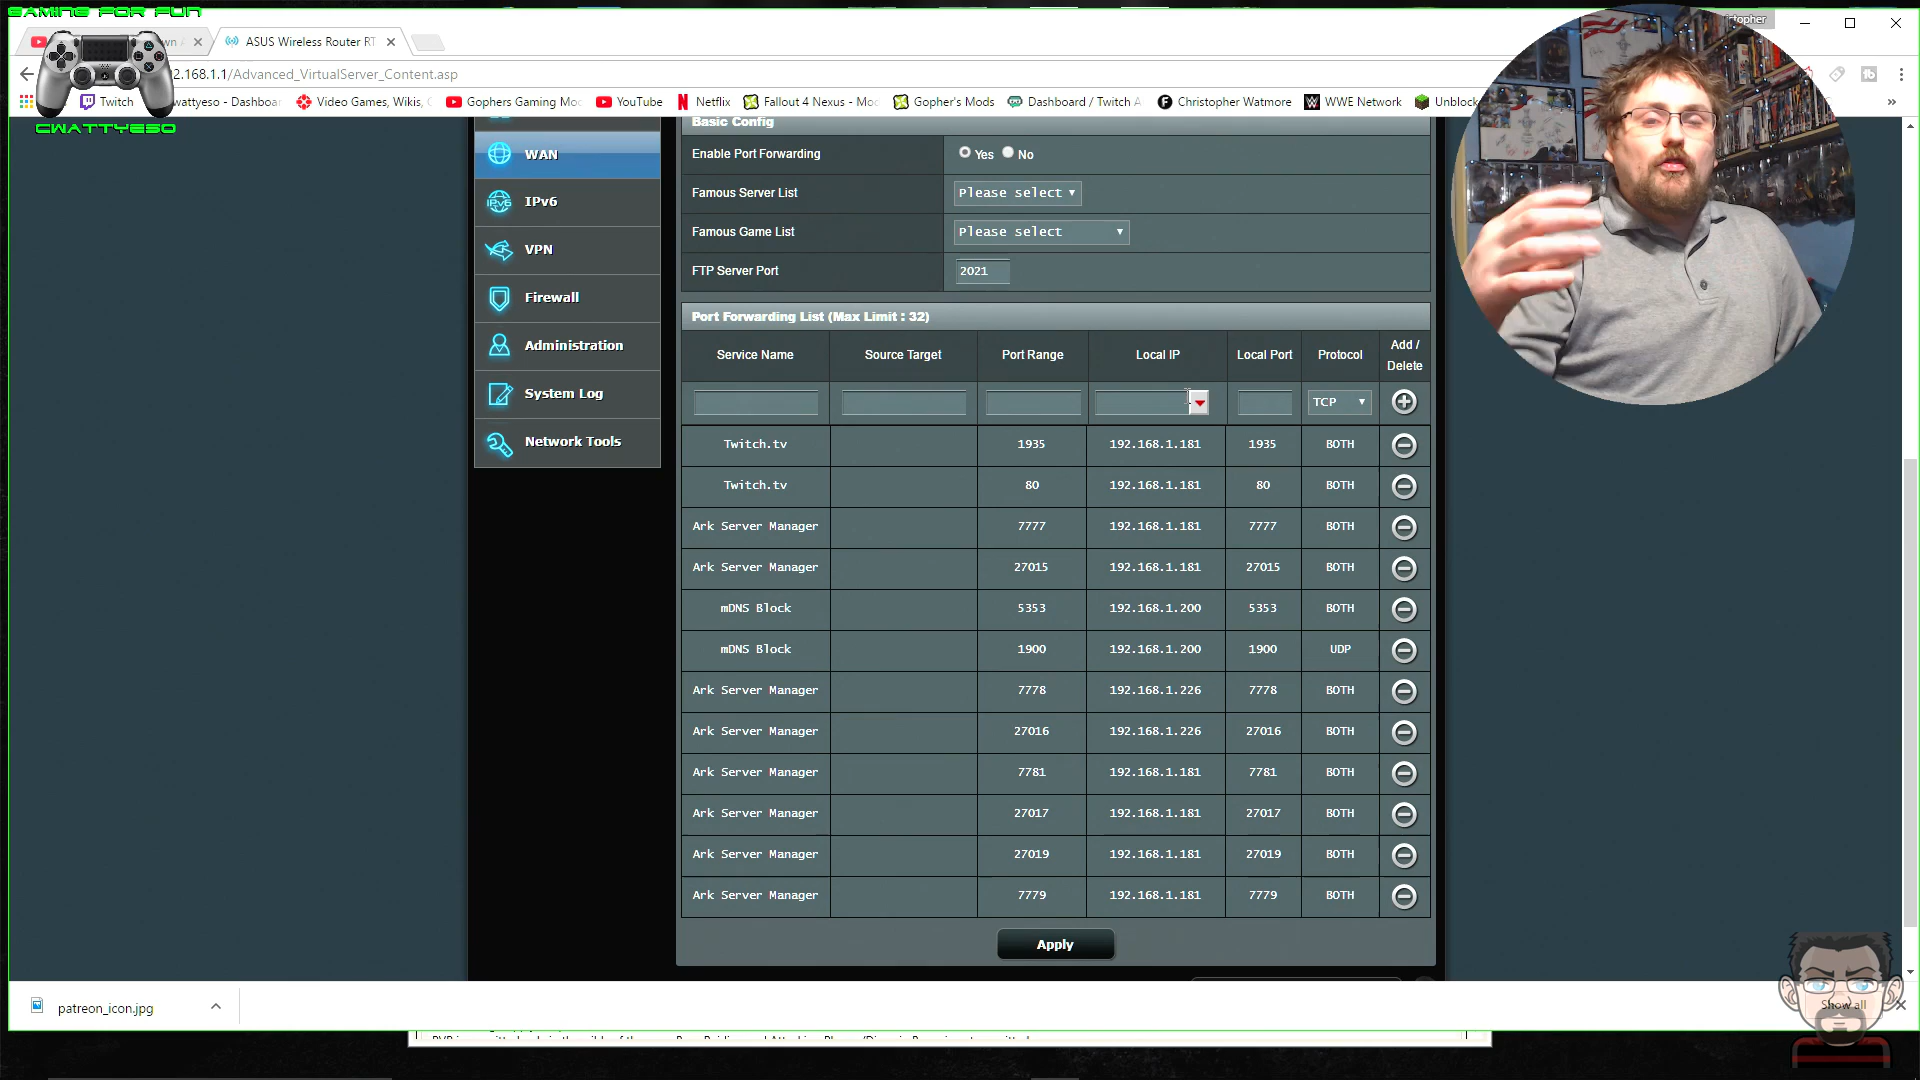 GAMING FOR FUN
CWATTYESO
ASUS Wireless Router RT
2.168.1.1/Advanced_VirtualServer_Content.asp
Twitch
wattyeso - Dashboar
Video Games, Wikis,
Gophers Gaming Mod
YouTube
Netflix
Fallout 4 Nexus - Mo
Gopher's Mods
Dashboard / Twitch A
Christopher Watmore
WWE Network
Unblock
»
Basic Config
WAN
IPv6
VPN
Firewall
Administration
System Log
Network Tools
Enable Port Forwarding Yes No
Famous Server List Please select
Famous Game List Please select
FTP Server Port 2021
Port Forwarding List (Max Limit : 32)
Service Name Source Target Port Range Local IP Local Port Protocol Add / Delete
TCP
Twitch.tv 1935 192.168.1.181 1935 BOTH
Twitch.tv 80 192.168.1.181 80 BOTH
Ark Server Manager 7777 192.168.1.181 7777 BOTH
Ark Server Manager 27015 192.168.1.181 27015 BOTH
mDNS Block 5353 192.168.1.200 5353 BOTH
mDNS Block 1900 192.168.1.200 1900 UDP
Ark Server Manager 7778 192.168.1.226 7778 BOTH
Ark Server Manager 27016 192.168.1.226 27016 BOTH
Ark Server Manager 7781 192.168.1.181 7781 BOTH
Ark Server Manager 27017 192.168.1.181 27017 BOTH
Ark Server Manager 27019 192.168.1.181 27019 BOTH
Ark Server Manager 7779 192.168.1.181 7779 BOTH
Apply
patreon_icon.jpg
Show all